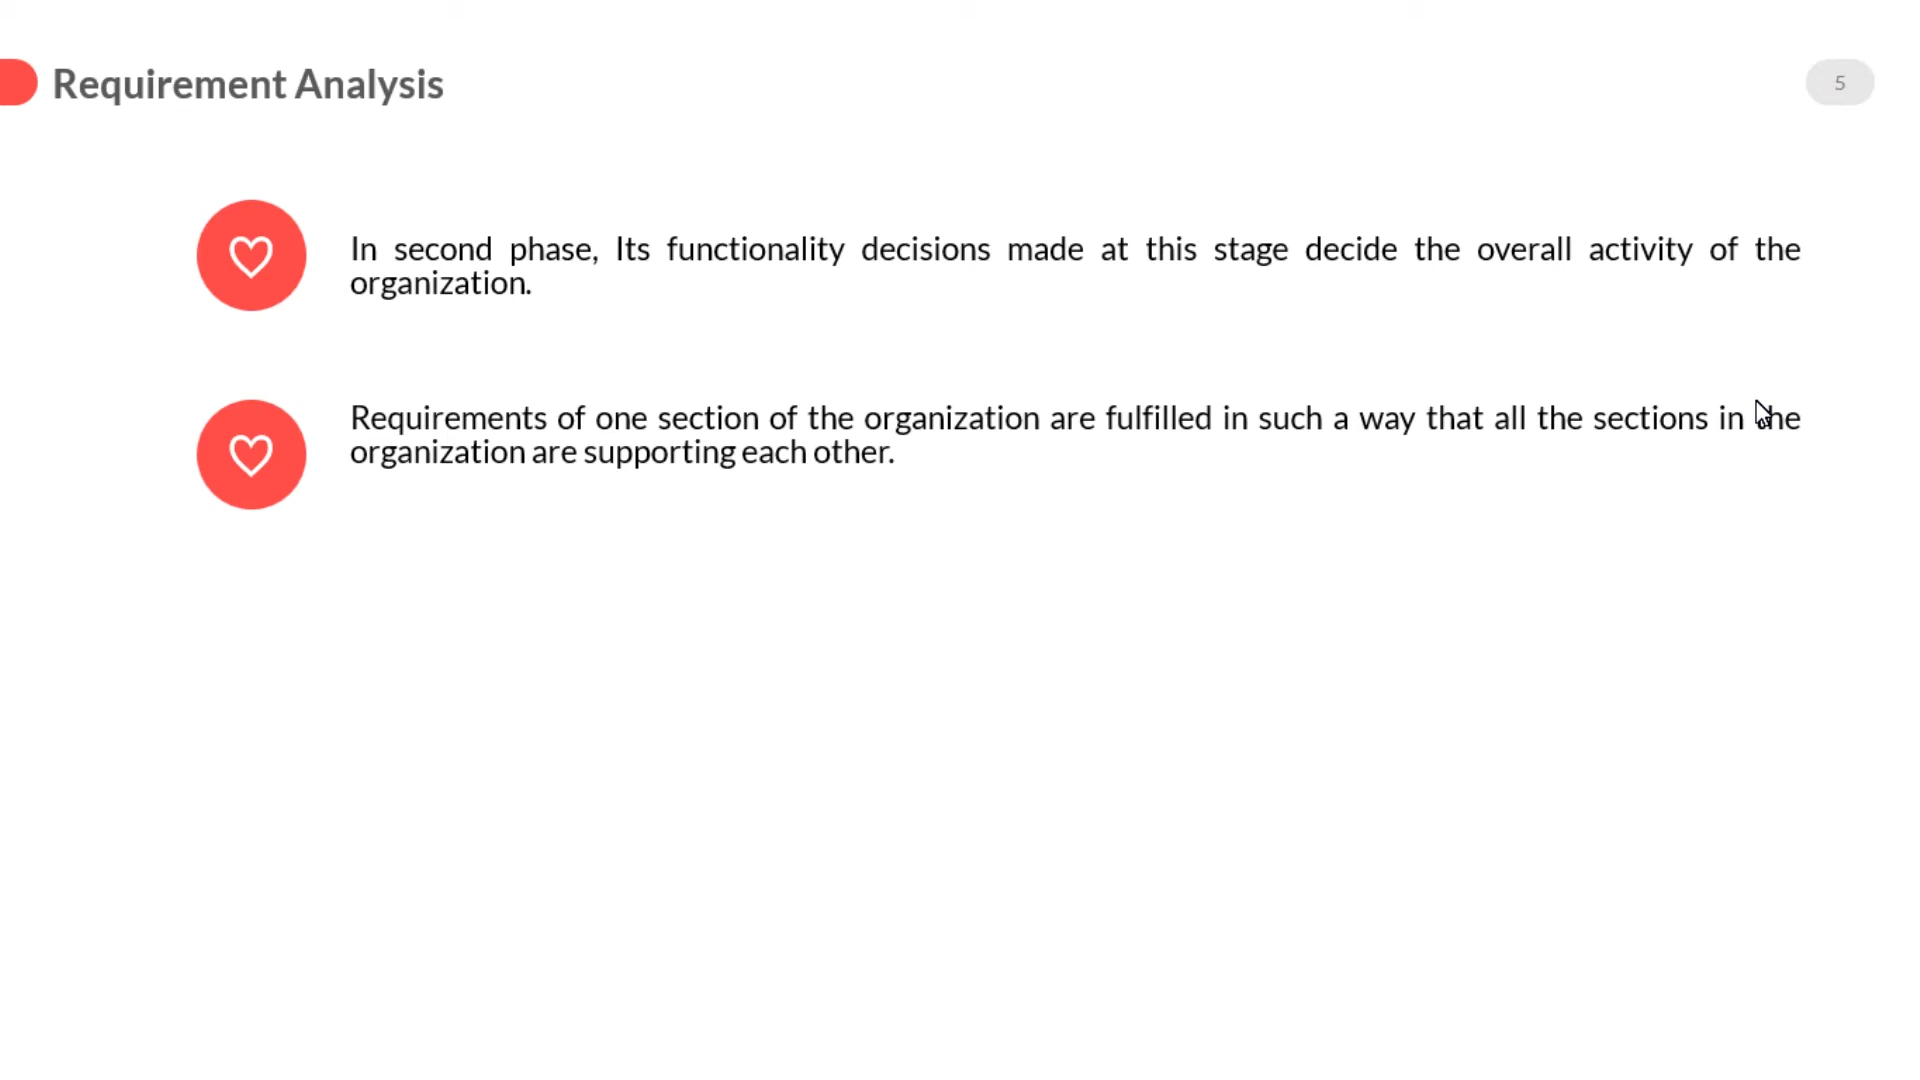 Requirement Analysis
5
In second phase, Its functionality decisions made at this stage decide the overall activity of the
organization.
Requirements of one section of the organization are fulfilled in such a way that all the sections in the
organization are supporting each other.